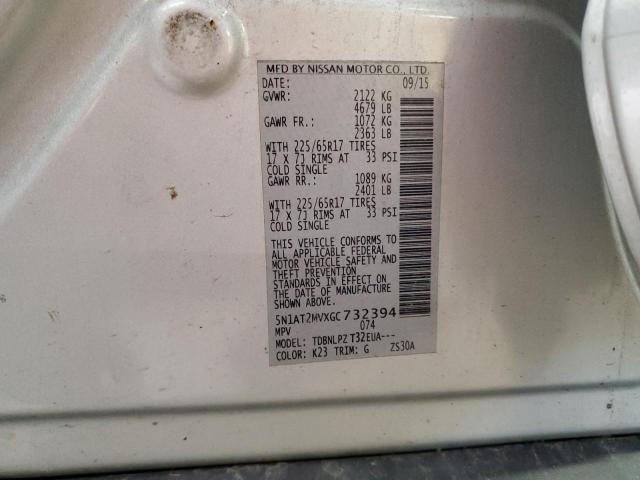 MFD BY NISSAN MOTOR CO., LTD.
DATE: 09/15
GVWR: 2122 KG
4679 LB
GAWR FR.: 1072 KG
2363 LB
WITH 225/65R17 TIRES
17 X 7J RIMS AT 33 PSI
COLD SINGLE
GAWR RR.: 1089 KG
2401 LB
WITH 225/65R17 TIRES
17 X 7J RIMS AT 33 PSI
COLD SINGLE
THIS VEHICLE CONFORMS TO
ALL APPLICABLE FEDERAL
MOTOR VEHICLE SAFETY AND
THEFT PREVENTION
STANDARDS IN EFFECT ON
THE DATE OF MANUFACTURE
SHOWN ABOVE.
5N1AT2MVXGC732394
MPV 074
MODEL: TDBNLPZ T32EUA---
COLOR: K23 TRIM: G ZS30A